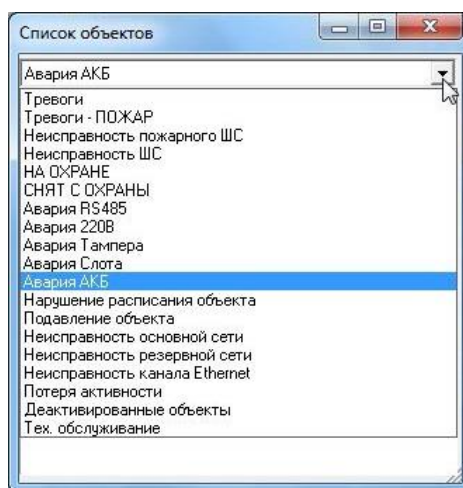 Список объектов
Авария АКБ
Тревоги
Тревоги - ПОЖАР
Неисправность пожарного ШС
Неисправность ШС
НА ОХРАНЕ
СНЯТ С ОХРАНЫ
Авария RS485
Авария 220В
Авария Тампера
Авария Слота
Авария АКБ
Нарушение расписания объекта
Подавление объекта
Неисправность основной сети
Неисправность резервной сети
Неисправность канала Ethernet
Потеря активности
Деактивированные объекты
Тех. обслуживание